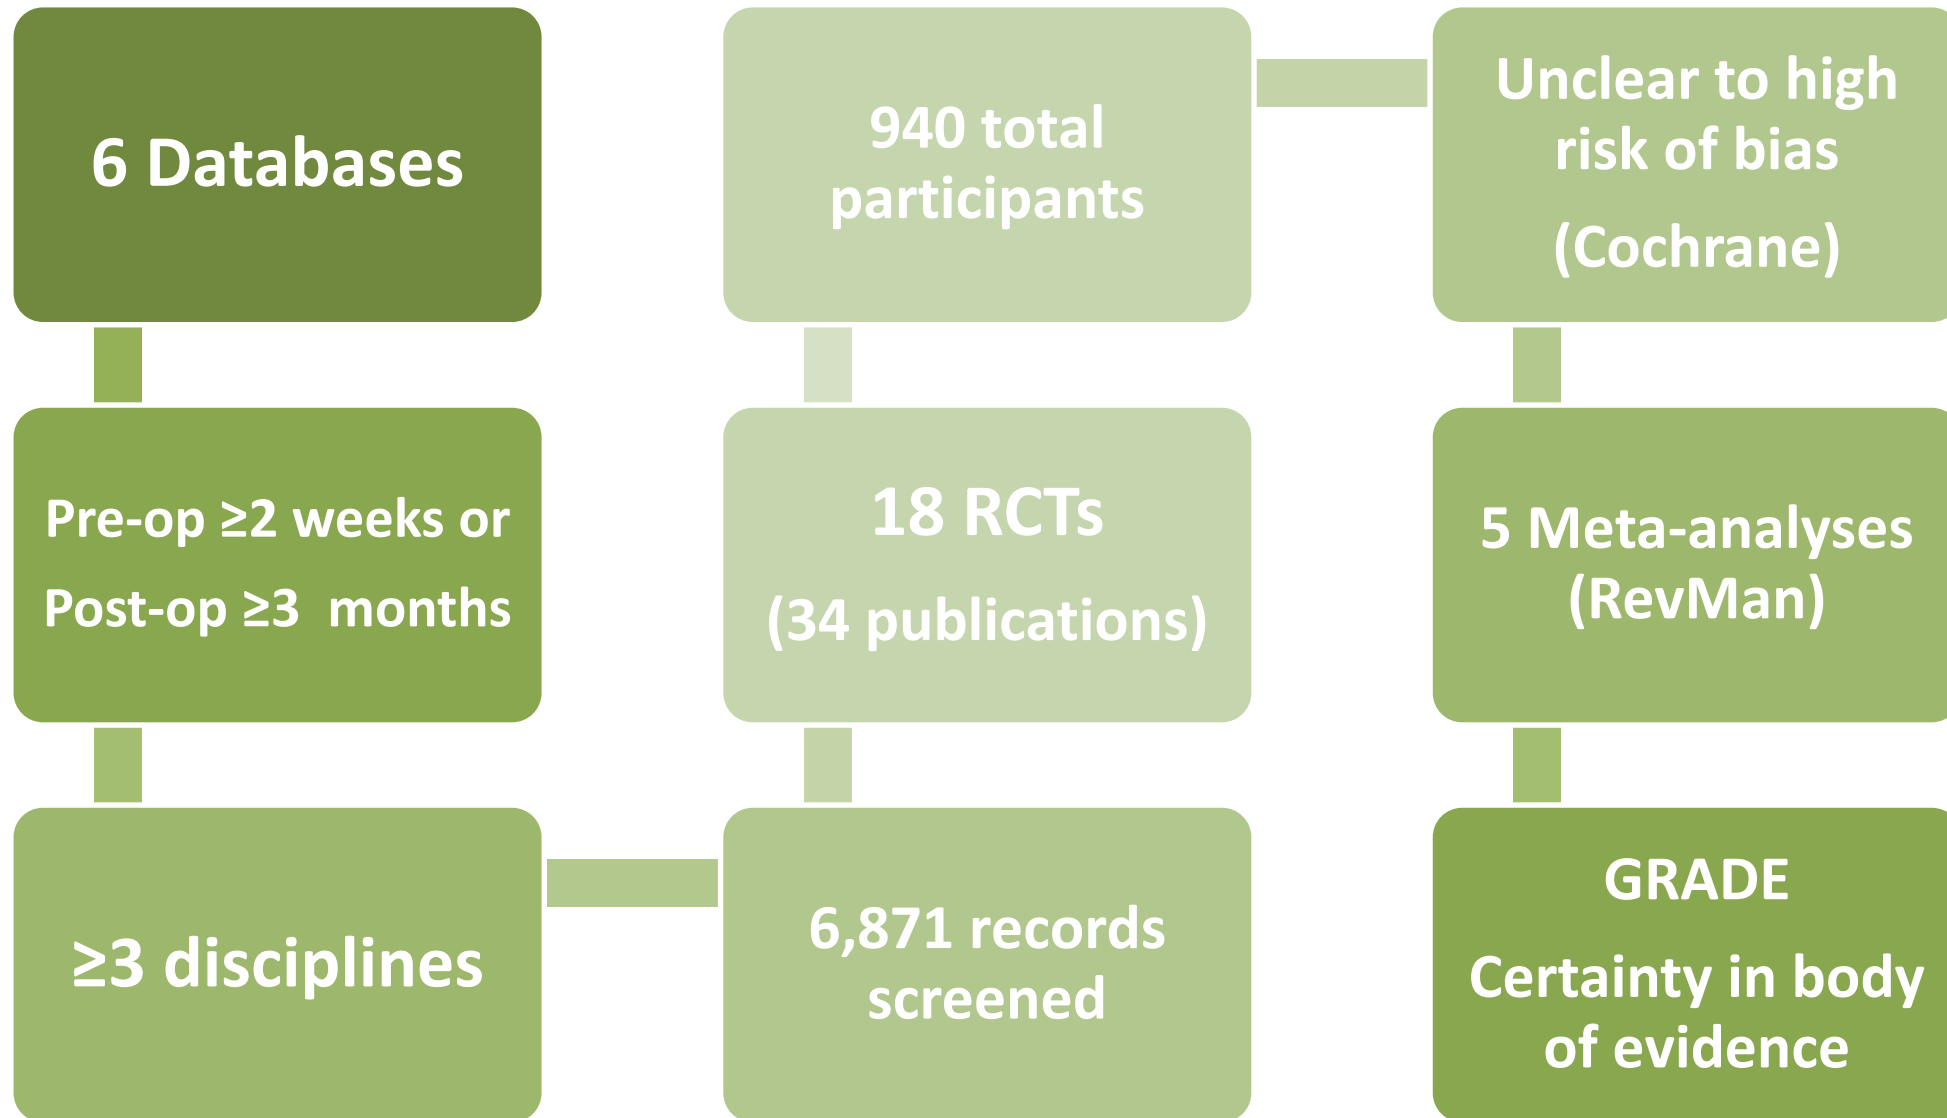 6 Databases
Pre-op ≥2 weeks or
Post-op ≥3 months
≥3 disciplines
6,871 records
screened
18 RCTs
(34 publications)
940 total
participants
Unclear to high
risk of bias
(Cochrane)
5 Meta-analyses
(RevMan)
GRADE
Certainty in body
of evidence